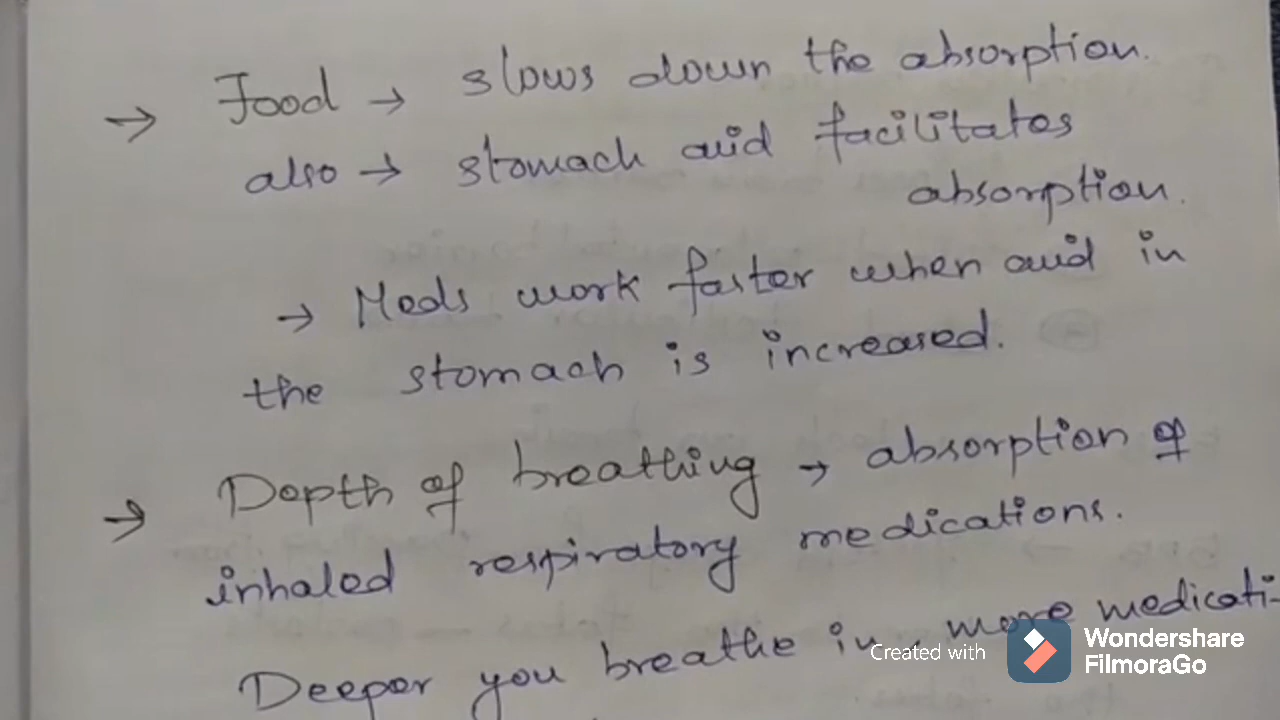 → Food → slows down the absorption.
also → stomach acid facilitates
absorption.
→ Meds work faster when acid in
the stomach is increased.
→ Depth of breathing → absorption of
inhaled respiratory medications.
Deeper you breathe in, more medicati-
Created with Wondershare
FilmoraGo